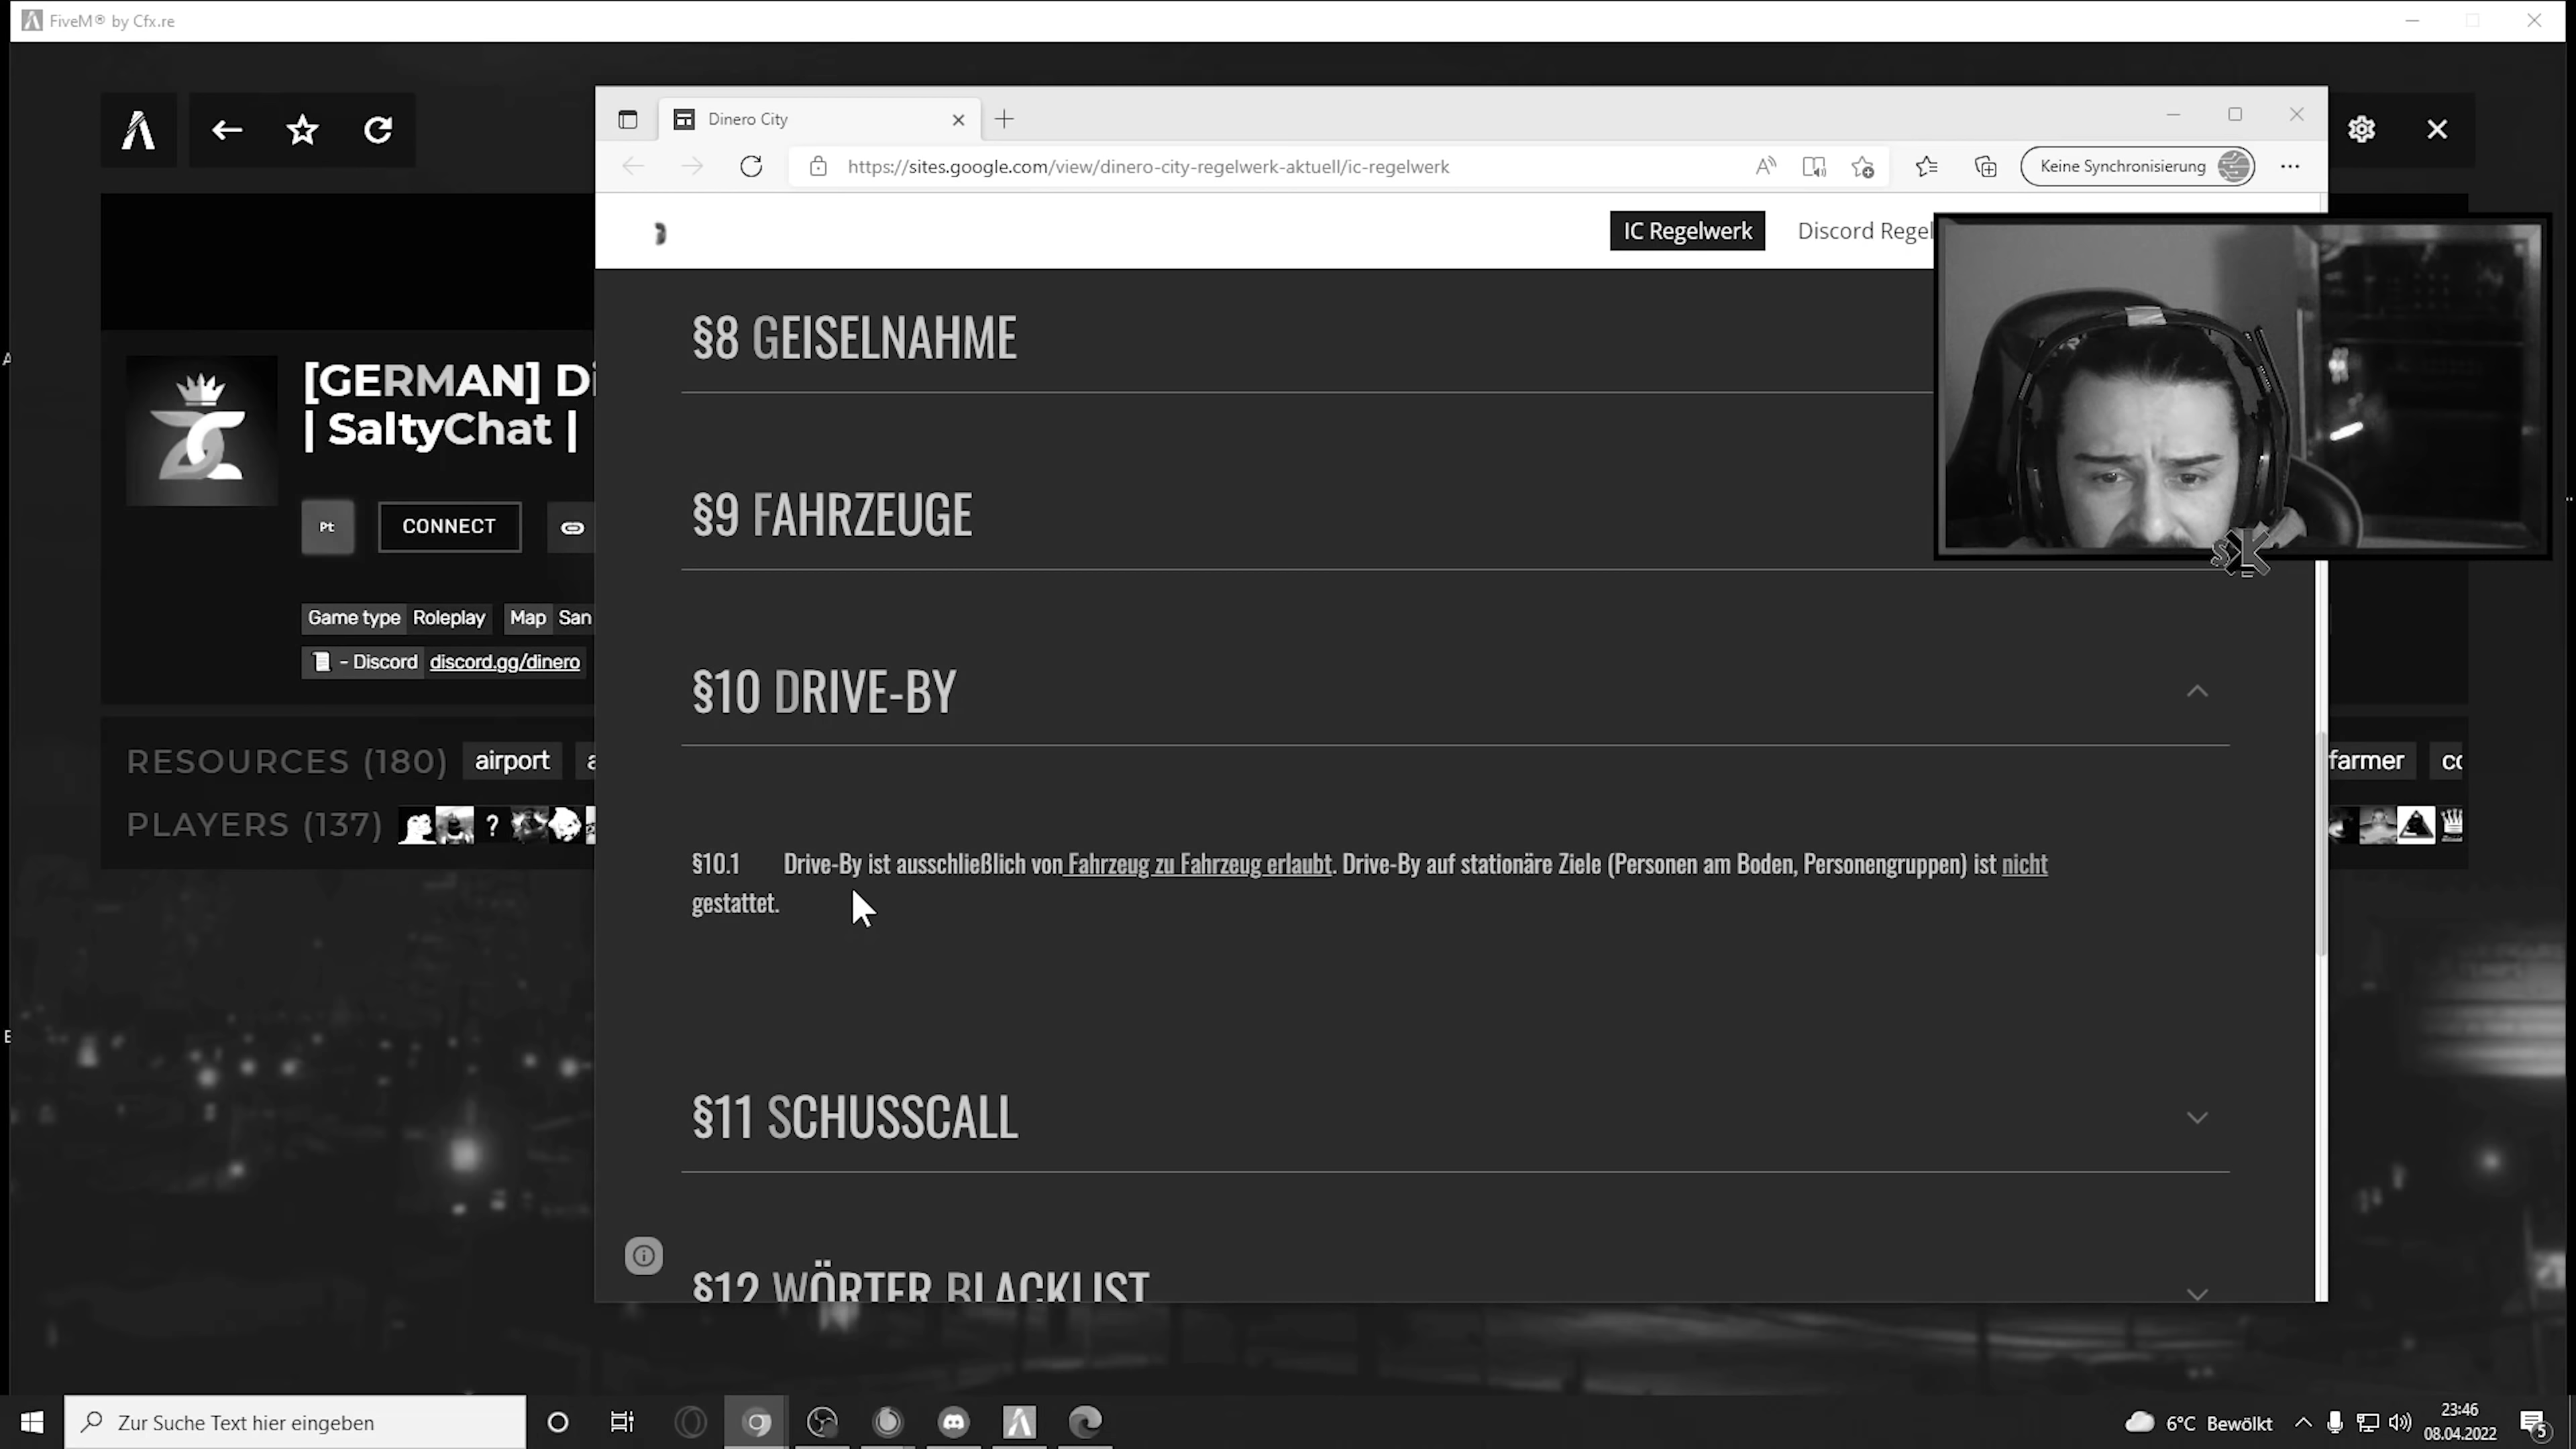 FiveM® by Cfx.re
Dinero City
https://sites.google.com/view/dinero-city-regelwerk-aktuell/ic-regelwerk
Keine Synchronisierung
IC Regelwerk
Discord Regel
§8 GEISELNAHME
[GERMAN] Di
| SaltyChat |
§9 FAHRZEUGE
Pt
CONNECT
SLK
Game type Roleplay Map San
- Discord discord.gg/dinero
§10 DRIVE-BY
RESOURCES (180) airport a
farmer co
PLAYERS (137)
?
§10.1 Drive-By ist ausschließlich von Fahrzeug zu Fahrzeug erlaubt. Drive-By auf stationäre Ziele (Personen am Boden, Personengruppen) ist nicht
gestattet.
§11 SCHUSSCALL
§12 WÖRTER BLACKLIST
Zur Suche Text hier eingeben
6°C Bewölkt
23:46
08.04.2022
5